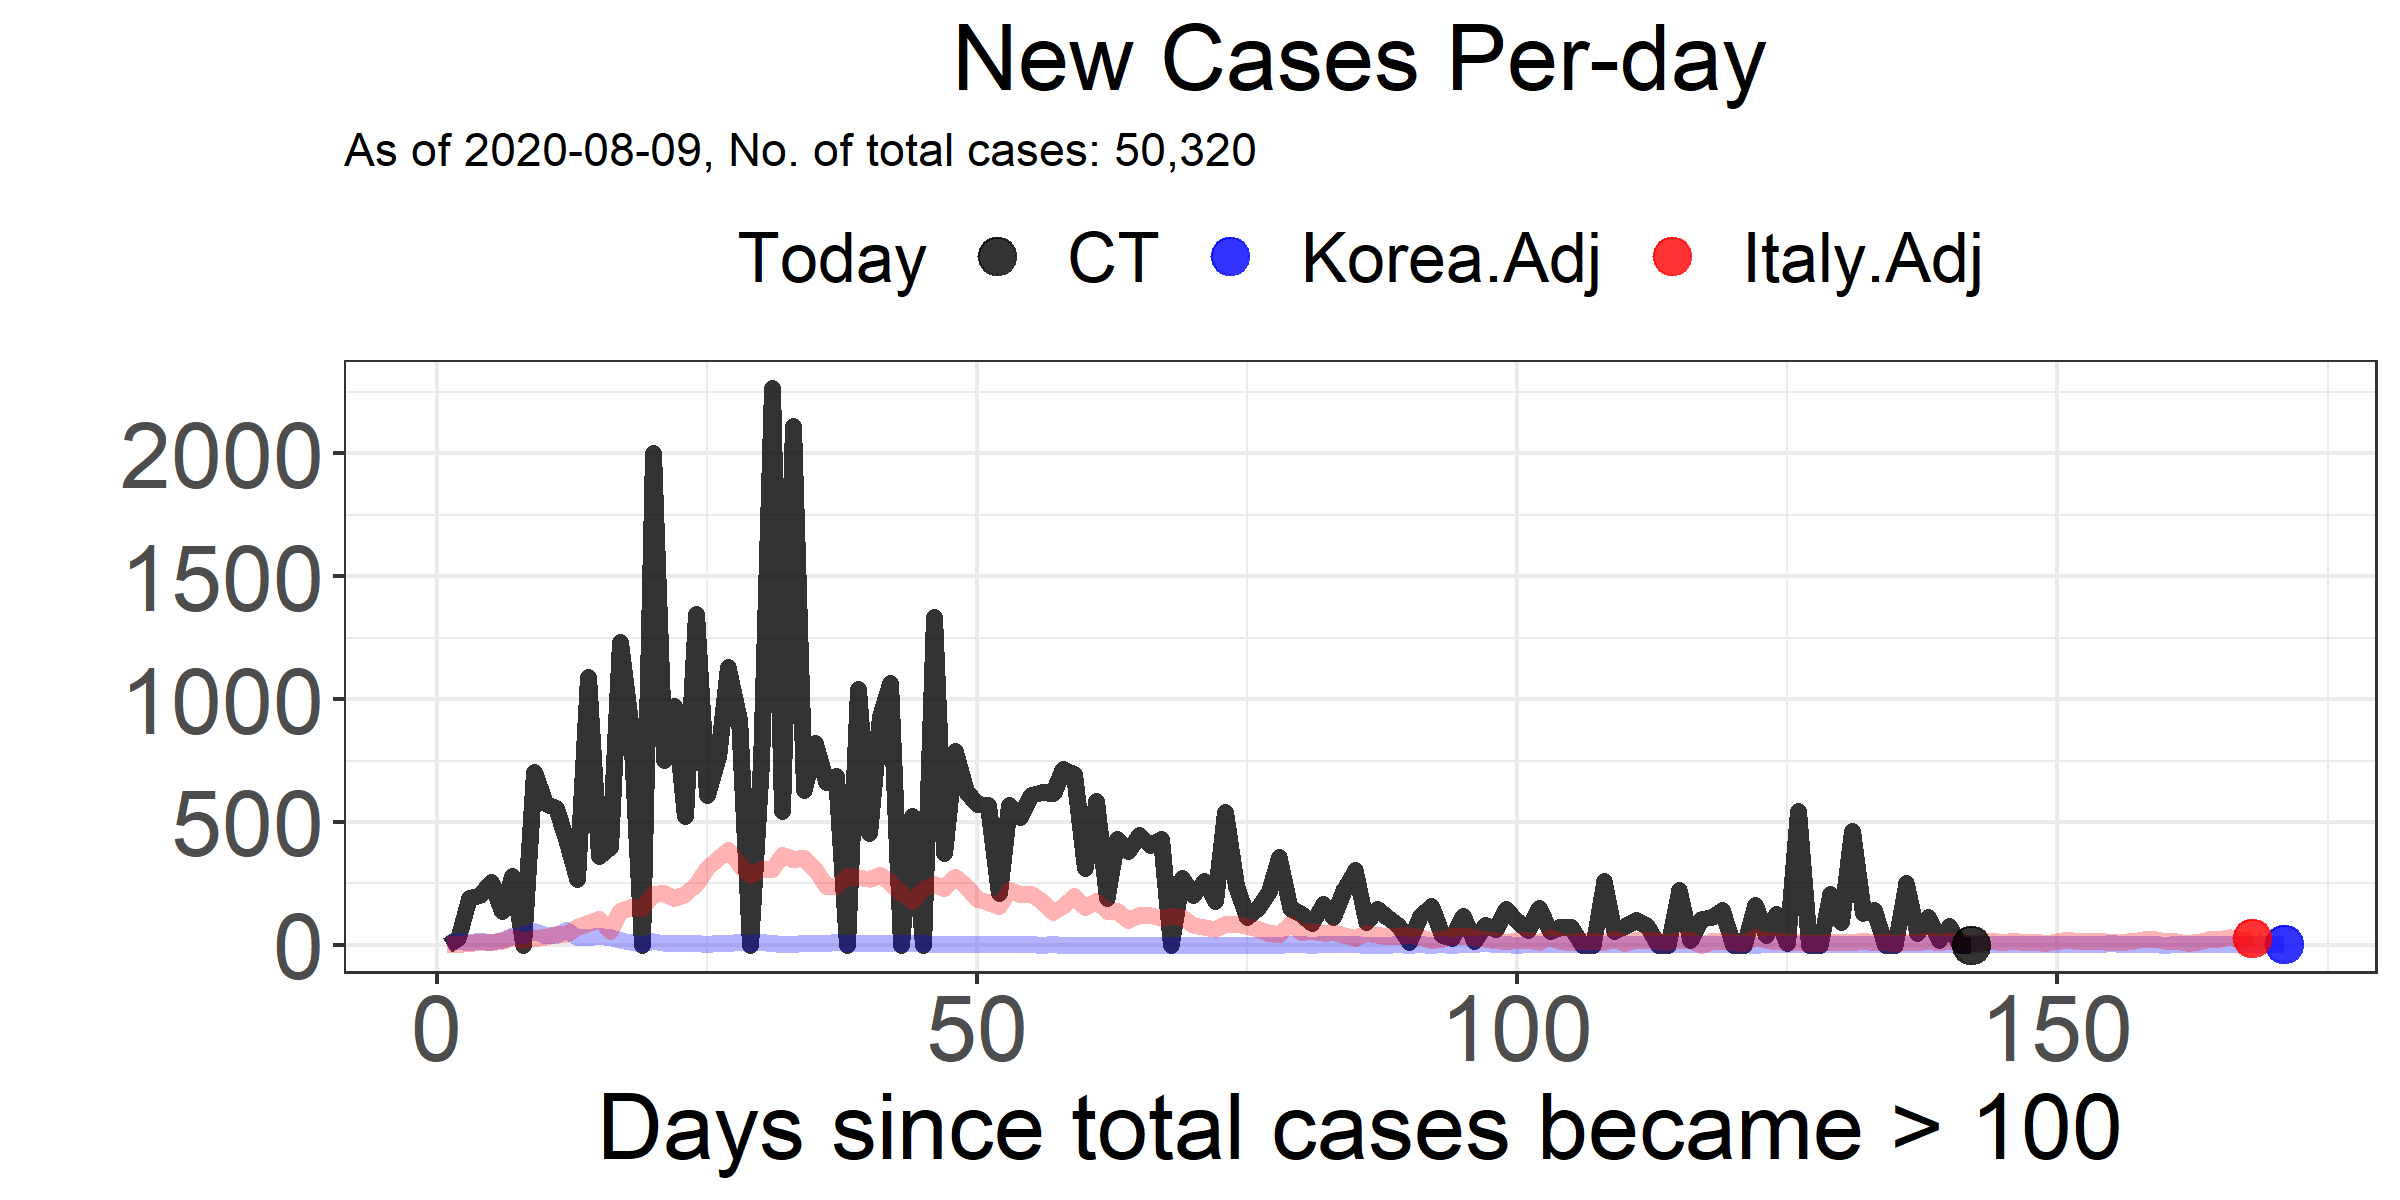 New Cases Per-day
As of 2020-08-09, No. of total cases: 50,320
Today CT Korea.Adj Italy.Adj
2000
1500
1000
500
0
0 50 100 150
Days since total cases became > 100